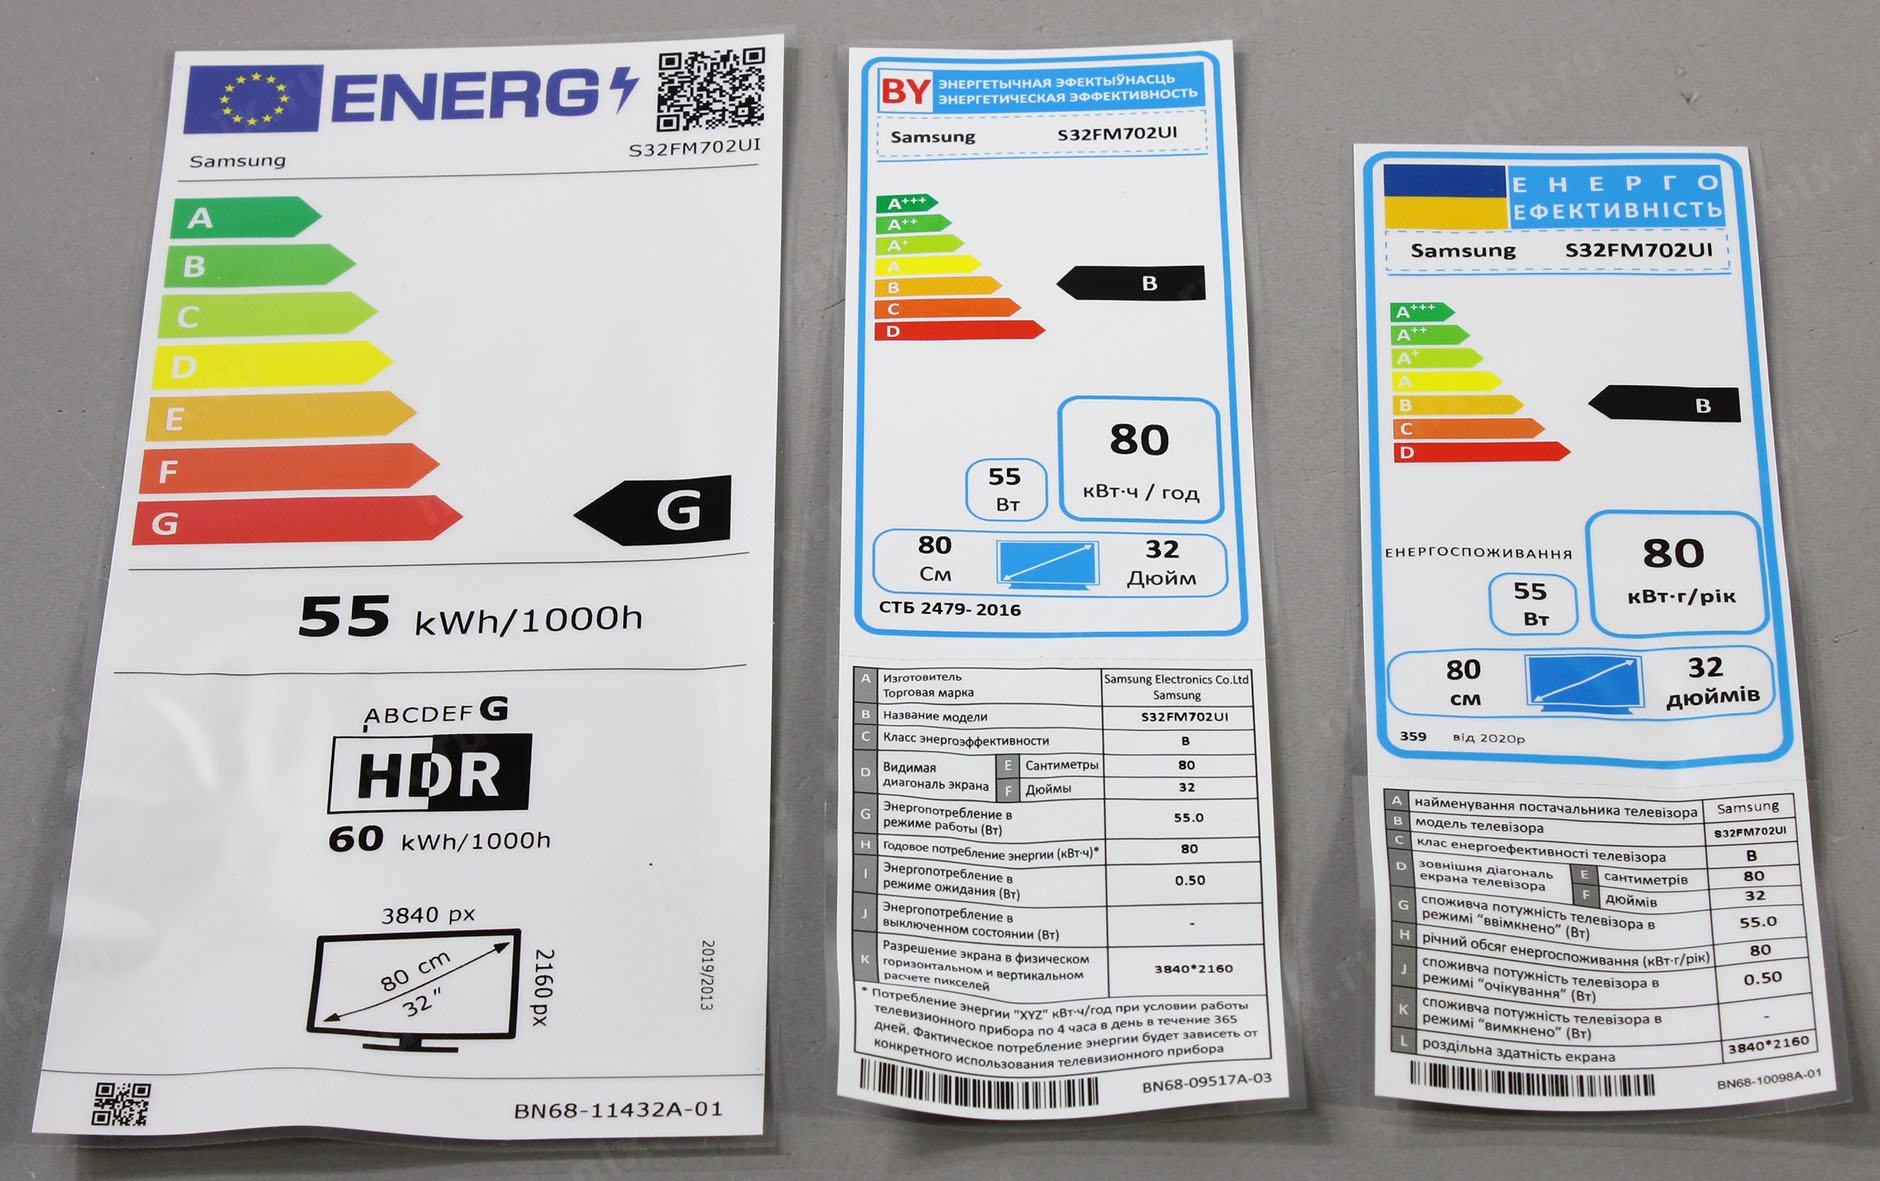 ENERG
S32FM702UI
Samsung
A
B
C
D
E
F
G
G
55 kWh/1000h
ABCDEFG
HDR
60 kWh/1000h
3840 px
80 cm
32"
2160 px
2019/2013
BN68-11432A-01
BY
ЭНЕРГЕТЫЧНАЯ ЭФЕКТЫЎНАСЦЬ
ЭНЕРГЕТИЧЕСКАЯ ЭФФЕКТИВНОСТЬ
Samsung S32FM702UI
A+++
A++
A+
A
B
C
D
B
80
кВт·ч / год
55
Вт
80
См
32
Дюйм
СТБ 2479- 2016
A Изготовитель Samsung Electronics Co.Ltd
Торговая марка Samsung
B Название модели S32FM702UI
C Класс энергоэффективности B
D Видимая диагональ экрана E Сантиметры 80
F Дюймы 32
G Энергопотребление в
режиме работы (Вт) 55.0
H Годовое потребление энергии (кВт·ч)* 80
I Энергопотребление в
режиме ожидания (Вт) 0.50
J Энергопотребление в
выключенном состоянии (Вт) -
K Разрешение экрана в физическом
горизонтальном и вертикальном
расчете пикселей 3840*2160
* Потребление энергии "XYZ" кВт·ч/год при условии работы
телевизионного прибора по 4 часа в день в течение 365
дней. Фактическое потребление энергии будет зависеть от
конкретного использования телевизионного прибора
BN68-09517A-03
ЕНЕРГО
ЕФЕКТИВНІСТЬ
Samsung S32FM702UI
A+++
A++
A+
A
B
C
D
B
ЕНЕРГОСПОЖИВАННЯ
80
кВт·г/рік
55
Вт
80
см
32
дюймів
359 від 2020р
A найменування постачальника телевізора Samsung
B модель телевізора S32FM702UI
C клас енергоефективності телевізора B
D зовнішня діагональ
екрана телевізора E сантиметрів 80
F дюймів 32
G споживча потужність телевізора в
режимі “ввімкнено” (Вт) 55.0
H річний обсяг енергоспоживання (кВт·г/рік) 80
J споживча потужність телевізора в
режимі “очікування” (Вт) 0.50
K споживча потужність телевізора в
режимі “вимкнено” (Вт) -
L роздільна здатність екрана 3840*2160
BN68-10098A-01